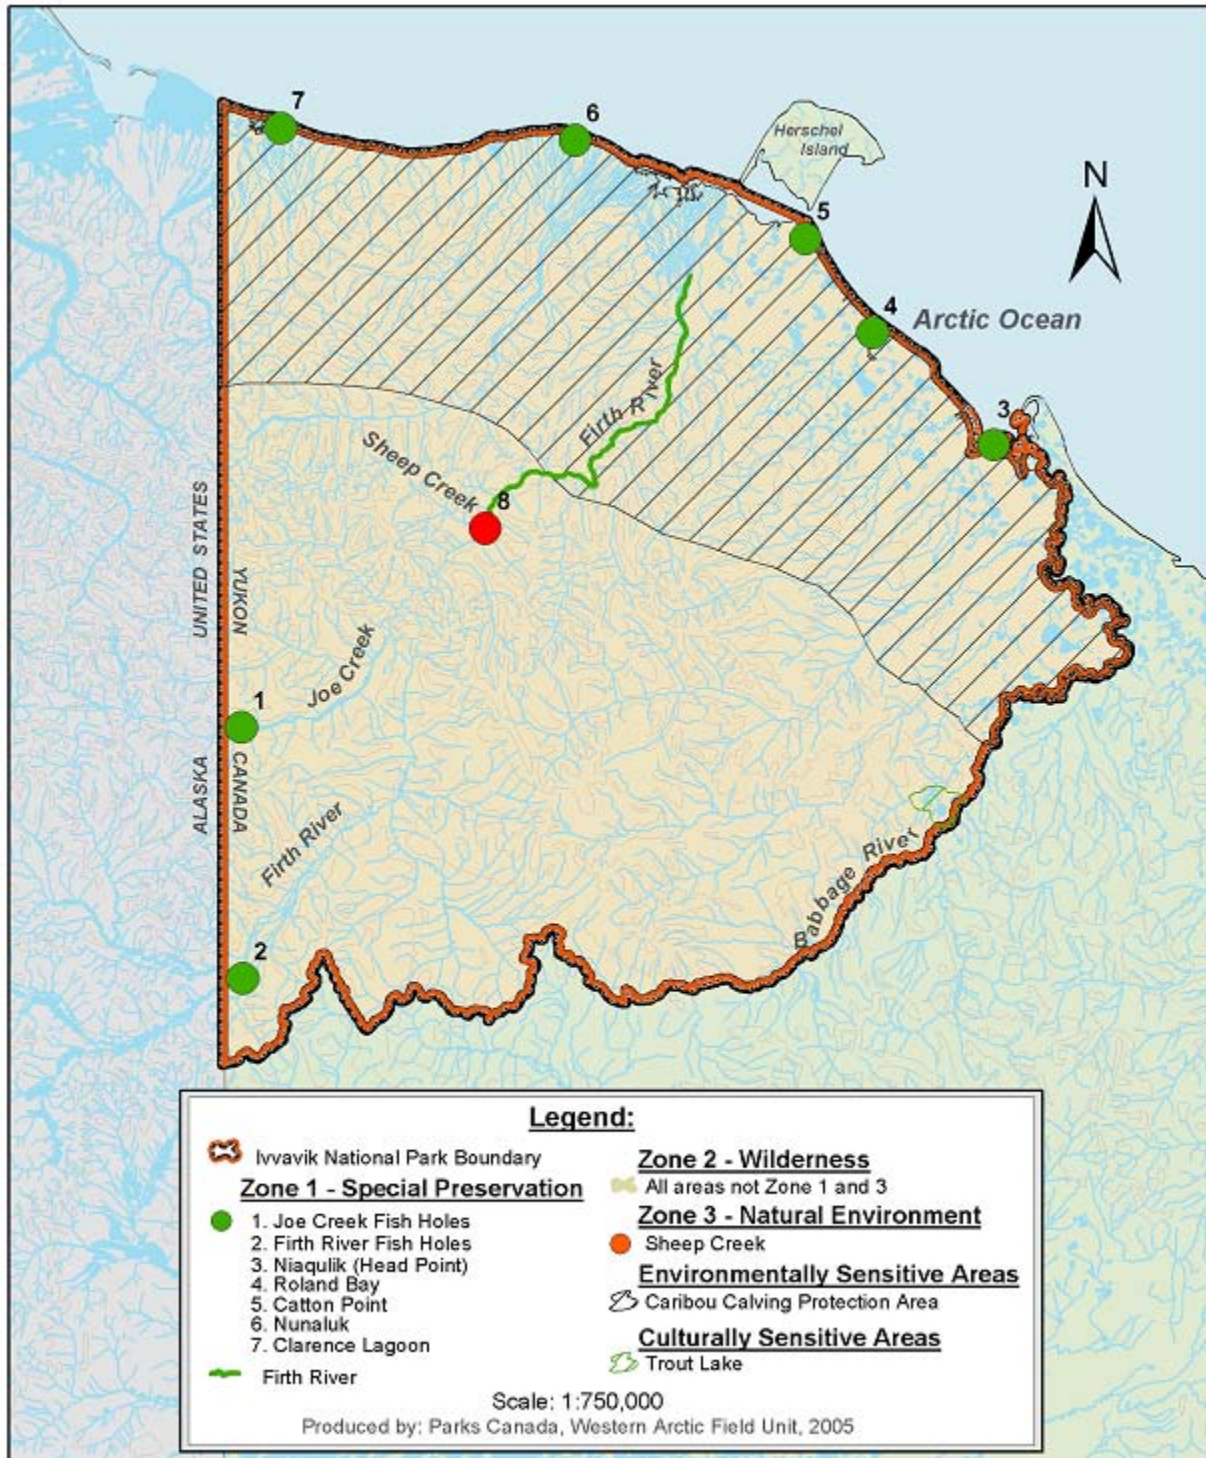 7
6
Herschel
Island
N
5
4
Arctic Ocean
3
Firth River
Sheep Creek
8
UNITED STATES
YUKON
Joe Creek
1
ALASKA
CANADA
Firth River
Babbage River
2
Legend:
Ivvavik National Park Boundary
Zone 1 - Special Preservation
1. Joe Creek Fish Holes
2. Firth River Fish Holes
3. Niaqulik (Head Point)
4. Roland Bay
5. Catton Point
6. Nunaluk
7. Clarence Lagoon
Firth River
Zone 2 - Wilderness
All areas not Zone 1 and 3
Zone 3 - Natural Environment
Sheep Creek
Environmentally Sensitive Areas
Caribou Calving Protection Area
Culturally Sensitive Areas
Trout Lake
Scale: 1:750,000
Produced by: Parks Canada, Western Arctic Field Unit, 2005